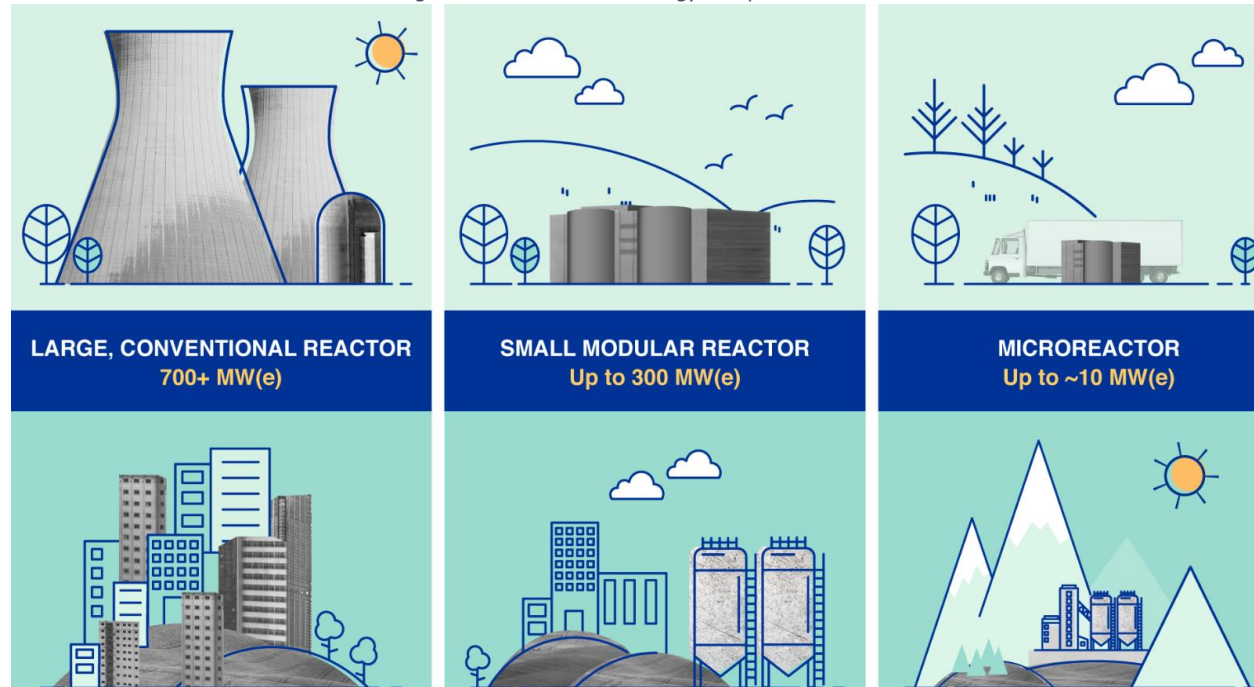 LARGE, CONVENTIONAL REACTOR
700+ MW(e)
SMALL MODULAR REACTOR
Up to 300 MW(e)
MICROREACTOR
Up to ~10 MW(e)